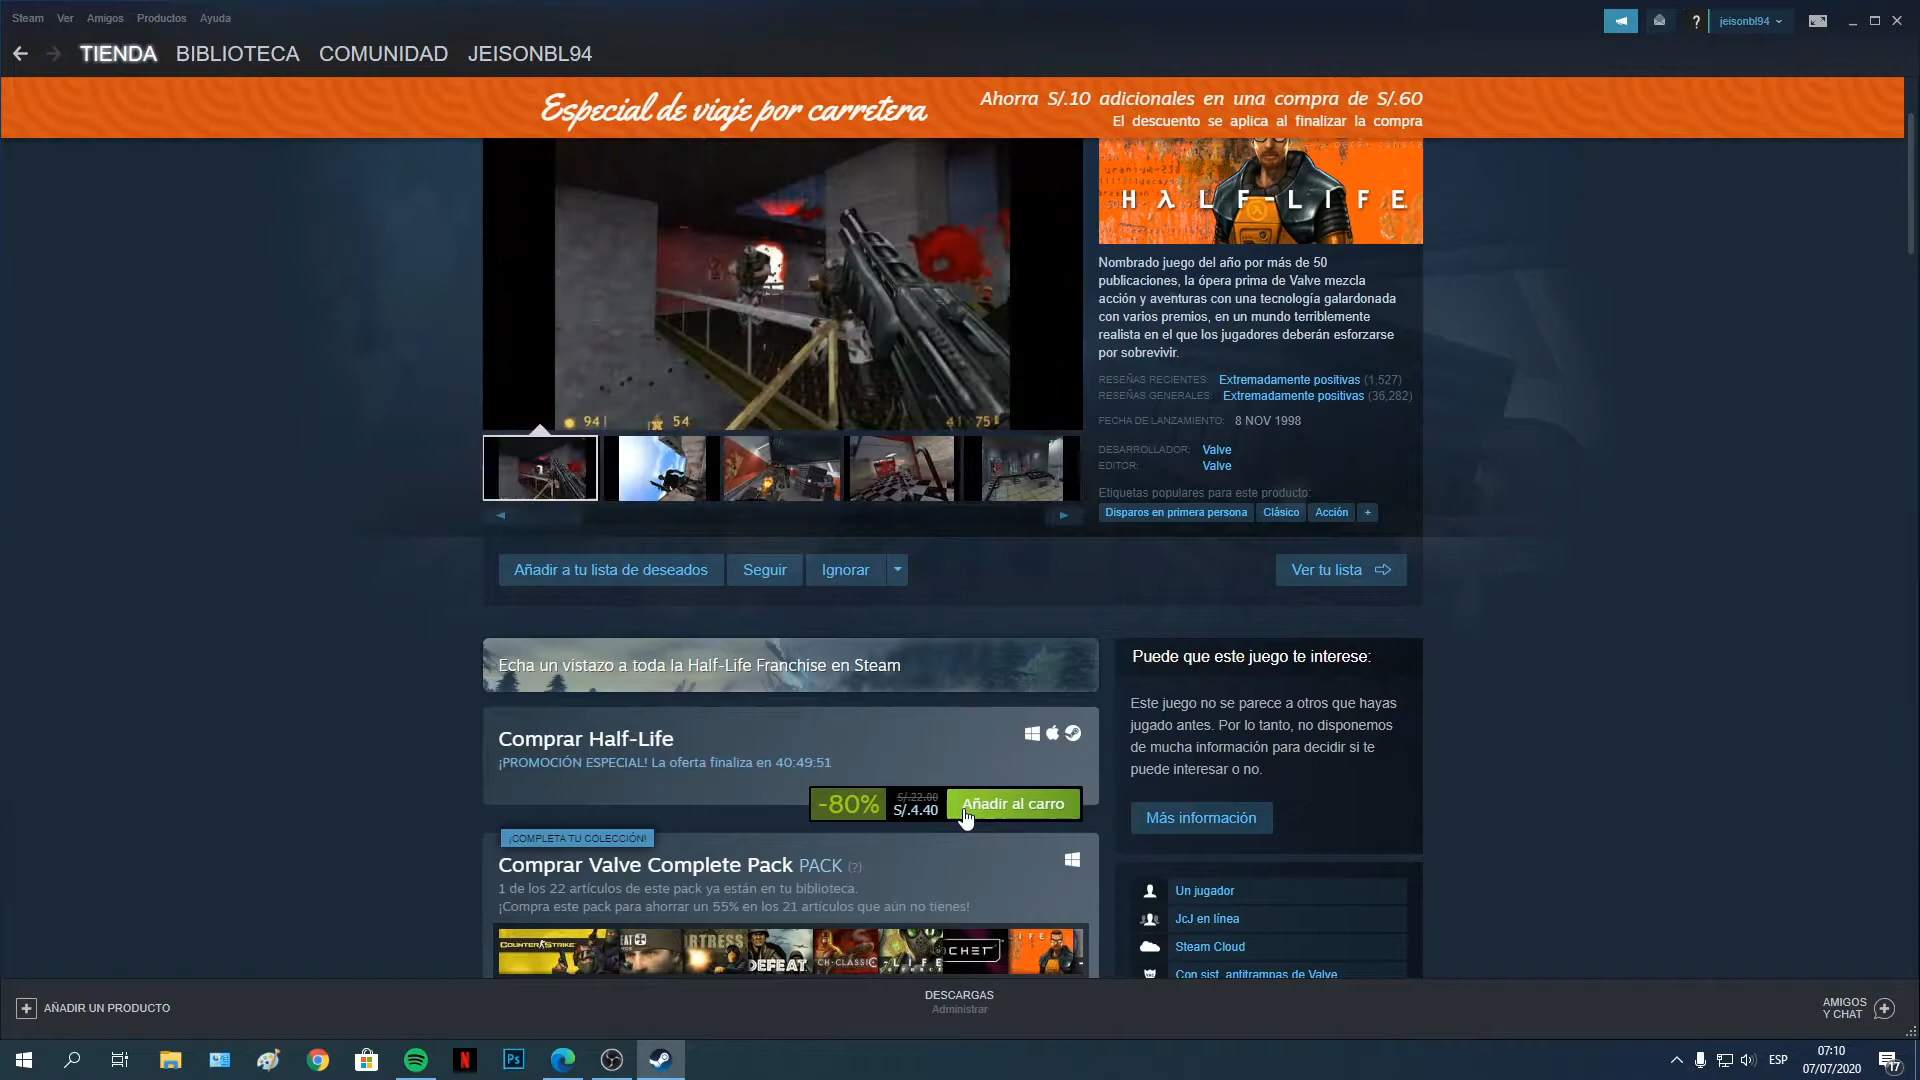 Steam Ver Amigos Productos Ayuda
jeisonbl94
TIENDA BIBLIOTECA COMUNIDAD JEISONBL94
Especial de viaje por carretera
Ahorra S/.10 adicionales en una compra de S/.60
El descuento se aplica al finalizar la compra
HλLF-LIFE
Nombrado juego del año por más de 50
publicaciones, la ópera prima de Valve mezcla
acción y aventuras con una tecnología galardonada
con varios premios, en un mundo terriblemente
realista en el que los jugadores deberán esforzarse
por sobrevivir.
RESEÑAS RECIENTES: Extremadamente positivas (1,527)
RESEÑAS GENERALES: Extremadamente positivas (36,282)
FECHA DE LANZAMIENTO: 8 NOV 1998
DESARROLLADOR: Valve
EDITOR: Valve
Etiquetas populares para este producto:
Disparos en primera persona Clásico Acción +
94 54 4 75
Añadir a tu lista de deseados Seguir Ignorar Ver tu lista
Echa un vistazo a toda la Half-Life Franchise en Steam
Comprar Half-Life
¡PROMOCIÓN ESPECIAL! La oferta finaliza en 40:49:51
-80% S/.22.00 S/.4.40 Añadir al carro
¡COMPLETA TU COLECCIÓN!
Comprar Valve Complete Pack PACK (?)
1 de los 22 artículos de este pack ya están en tu biblioteca.
¡Compra este pack para ahorrar un 55% en los 21 artículos que aún no tienes!
COUNTER STRIKE
DEFEAT
Puede que este juego te interese:
Este juego no se parece a otros que hayas
jugado antes. Por lo tanto, no disponemos
de mucha información para decidir si te
puede interesar o no.
Más información
Un jugador
JcJ en línea
Steam Cloud
Con sist. antitrampas de Valve
AÑADIR UN PRODUCTO
DESCARGAS
Administrar
AMIGOS
Y CHAT
Ps
ESP
07:10
07/07/2020
17